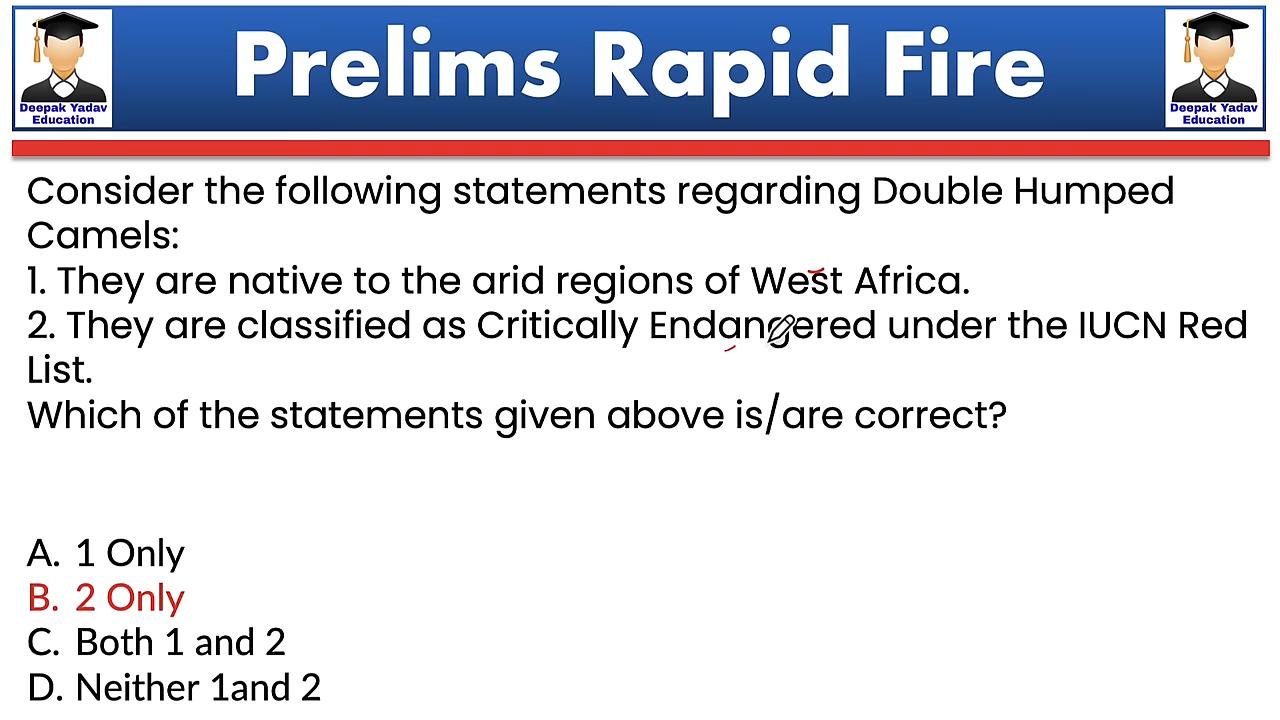 Prelims Rapid Fire
Deepak Yadav
Education
Deepak Yadav
Education
Consider the following statements regarding Double Humped
Camels:
1. They are native to the arid regions of West Africa.
2. They are classified as Critically Endangered under the IUCN Red
List.
Which of the statements given above is/are correct?
A. 1 Only
B. 2 Only
C. Both 1 and 2
D. Neither 1and 2